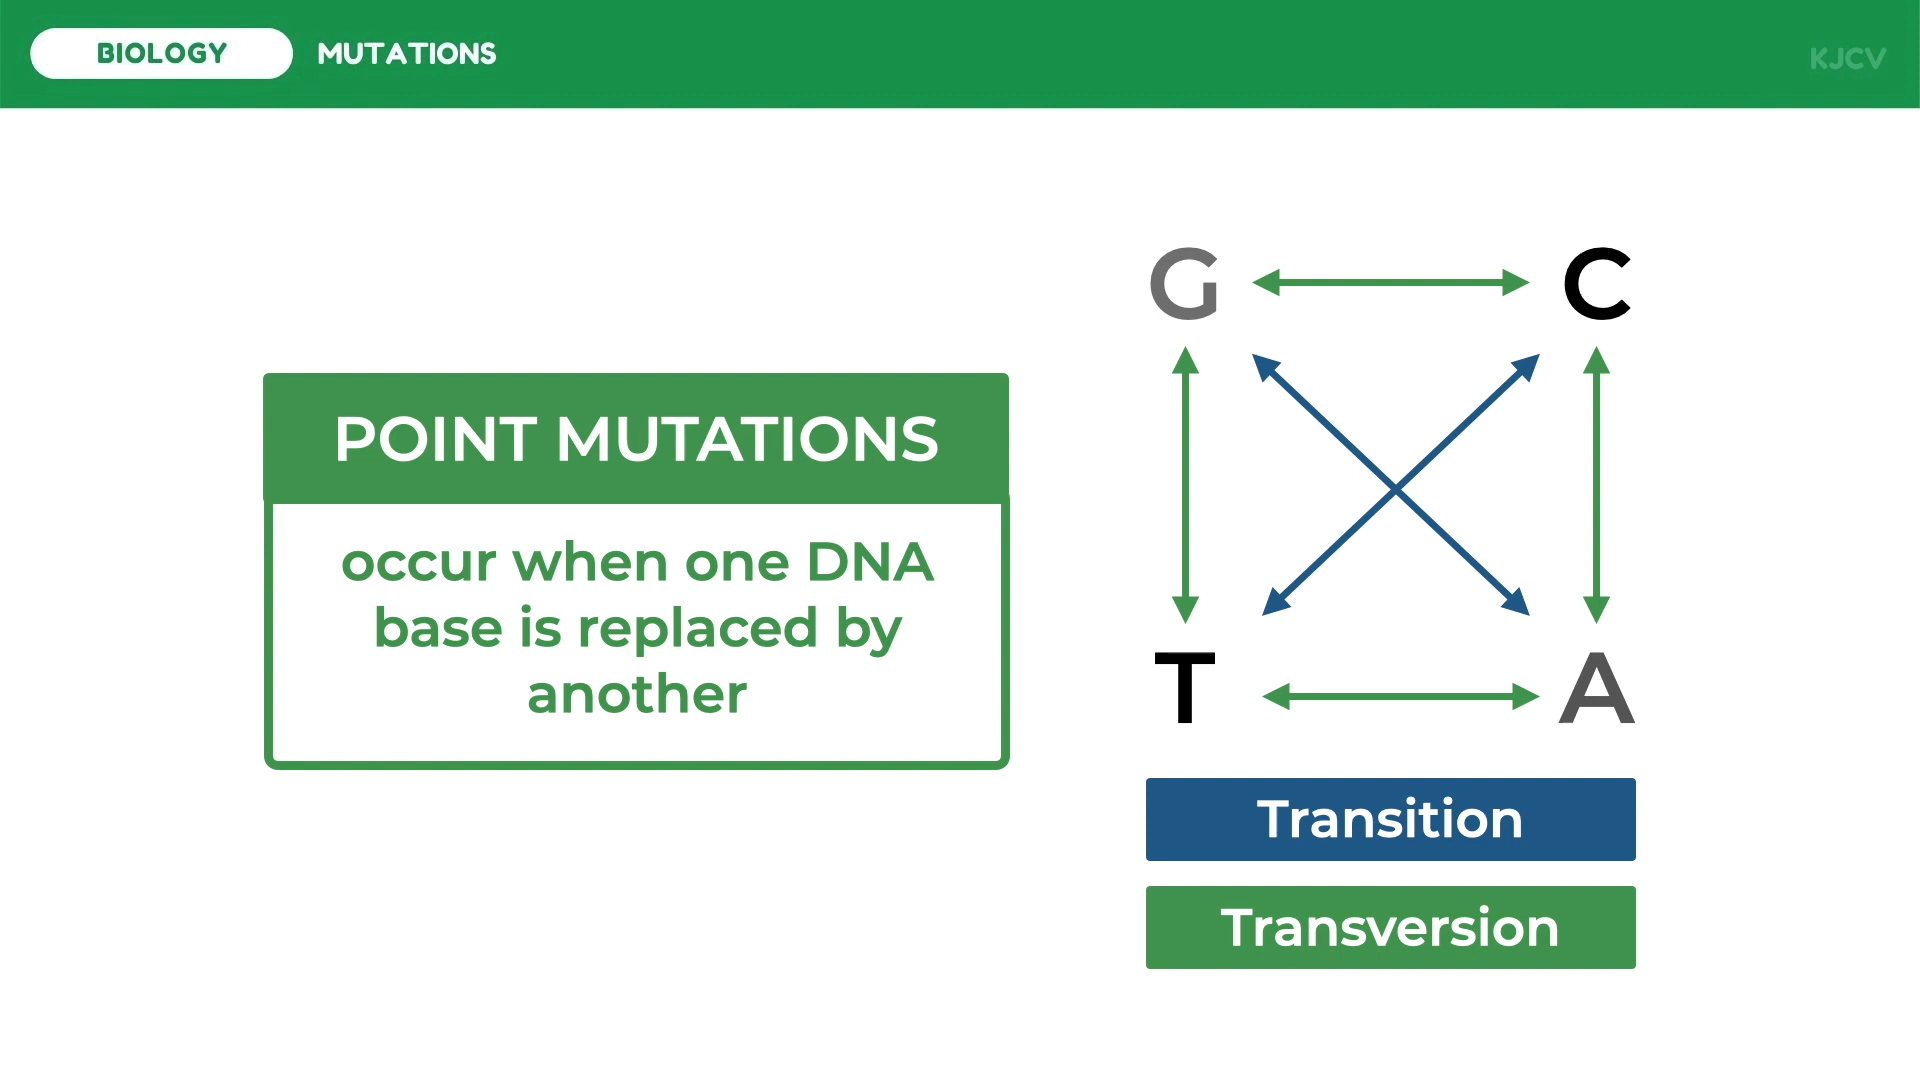 BIOLOGY MUTATIONS KJCV
POINT MUTATIONS
occur when one DNA
base is replaced by
another
G C
T A
Transition
Transversion